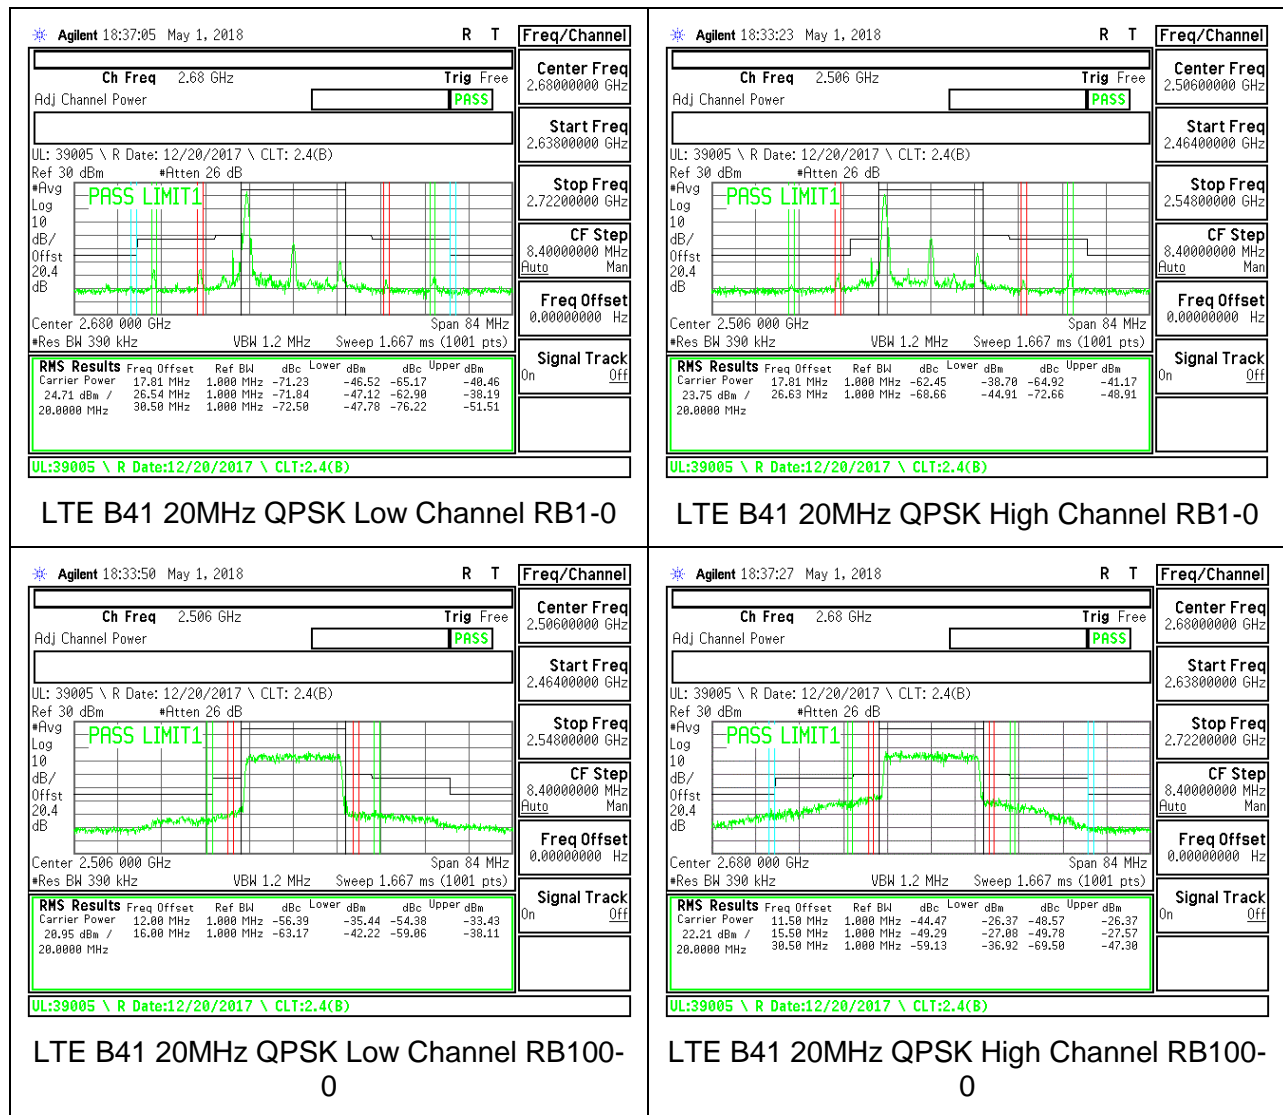 Agilent 18:37:05 May 1, 2018 R T Freq/Channel
Ch Freq 2.68 GHz Trig Free
Adj Channel Power PASS
Center Freq
2.68000000 GHz
Start Freq
2.63800000 GHz
Stop Freq
2.72200000 GHz
CF Step
8.40000000 MHz
Auto Man
Freq Offset
0.00000000 Hz
Signal Track
On Off
UL: 39005 \ R Date: 12/20/2017 \ CLT: 2.4(B)
Ref 30 dBm #Atten 26 dB
#Avg
Log
10
dB/
Offst
20.4
dB
PASS LIMIT1
Center 2.680 000 GHz Span 84 MHz
#Res BW 390 kHz VBW 1.2 MHz Sweep 1.667 ms (1001 pts)
RMS Results Freq Offset Ref BW dBc Lower dBm dBc Upper dBm
Carrier Power 17.81 MHz 1.000 MHz -71.23 -46.52 -65.17 -40.46
24.71 dBm / 26.54 MHz 1.000 MHz -71.84 -47.12 -62.90 -38.19
20.0000 MHz 30.50 MHz 1.000 MHz -72.50 -47.78 -76.22 -51.51
UL:39005 \ R Date:12/20/2017 \ CLT:2.4(B)
LTE B41 20MHz QPSK Low Channel RB1-0
Agilent 18:33:23 May 1, 2018 R T Freq/Channel
Ch Freq 2.506 GHz Trig Free
Adj Channel Power PASS
Center Freq
2.50600000 GHz
Start Freq
2.46400000 GHz
Stop Freq
2.54800000 GHz
CF Step
8.40000000 MHz
Auto Man
Freq Offset
0.00000000 Hz
Signal Track
On Off
UL: 39005 \ R Date: 12/20/2017 \ CLT: 2.4(B)
Ref 30 dBm #Atten 26 dB
#Avg
Log
10
dB/
Offst
20.4
dB
PASS LIMIT1
Center 2.506 000 GHz Span 84 MHz
#Res BW 390 kHz VBW 1.2 MHz Sweep 1.667 ms (1001 pts)
RMS Results Freq Offset Ref BW dBc Lower dBm dBc Upper dBm
Carrier Power 17.81 MHz 1.000 MHz -62.45 -38.70 -64.92 -41.17
23.75 dBm / 26.63 MHz 1.000 MHz -68.66 -44.91 -72.66 -48.91
20.0000 MHz
UL:39005 \ R Date:12/20/2017 \ CLT:2.4(B)
LTE B41 20MHz QPSK High Channel RB1-0
Agilent 18:33:50 May 1, 2018 R T Freq/Channel
Ch Freq 2.506 GHz Trig Free
Adj Channel Power PASS
Center Freq
2.50600000 GHz
Start Freq
2.46400000 GHz
Stop Freq
2.54800000 GHz
CF Step
8.40000000 MHz
Auto Man
Freq Offset
0.00000000 Hz
Signal Track
On Off
UL: 39005 \ R Date: 12/20/2017 \ CLT: 2.4(B)
Ref 30 dBm #Atten 26 dB
#Avg
Log
10
dB/
Offst
20.4
dB
PASS LIMIT1
Center 2.506 000 GHz Span 84 MHz
#Res BW 390 kHz VBW 1.2 MHz Sweep 1.667 ms (1001 pts)
RMS Results Freq Offset Ref BW dBc Lower dBm dBc Upper dBm
Carrier Power 12.00 MHz 1.000 MHz -56.39 -35.44 -54.38 -33.43
20.95 dBm / 16.00 MHz 1.000 MHz -63.17 -42.22 -59.06 -38.11
20.0000 MHz
UL:39005 \ R Date:12/20/2017 \ CLT:2.4(B)
LTE B41 20MHz QPSK Low Channel RB100-
0
Agilent 18:37:27 May 1, 2018 R T Freq/Channel
Ch Freq 2.68 GHz Trig Free
Adj Channel Power PASS
Center Freq
2.68000000 GHz
Start Freq
2.63800000 GHz
Stop Freq
2.72200000 GHz
CF Step
8.40000000 MHz
Auto Man
Freq Offset
0.00000000 Hz
Signal Track
On Off
UL: 39005 \ R Date: 12/20/2017 \ CLT: 2.4(B)
Ref 30 dBm #Atten 26 dB
#Avg
Log
10
dB/
Offst
20.4
dB
PASS LIMIT1
Center 2.680 000 GHz Span 84 MHz
#Res BW 390 kHz VBW 1.2 MHz Sweep 1.667 ms (1001 pts)
RMS Results Freq Offset Ref BW dBc Lower dBm dBc Upper dBm
Carrier Power 11.50 MHz 1.000 MHz -44.47 -26.37 -48.57 -26.37
22.21 dBm / 15.50 MHz 1.000 MHz -49.29 -27.08 -49.78 -27.57
20.0000 MHz 30.50 MHz 1.000 MHz -59.13 -36.92 -69.50 -47.30
UL:39005 \ R Date:12/20/2017 \ CLT:2.4(B)
LTE B41 20MHz QPSK High Channel RB100-
0